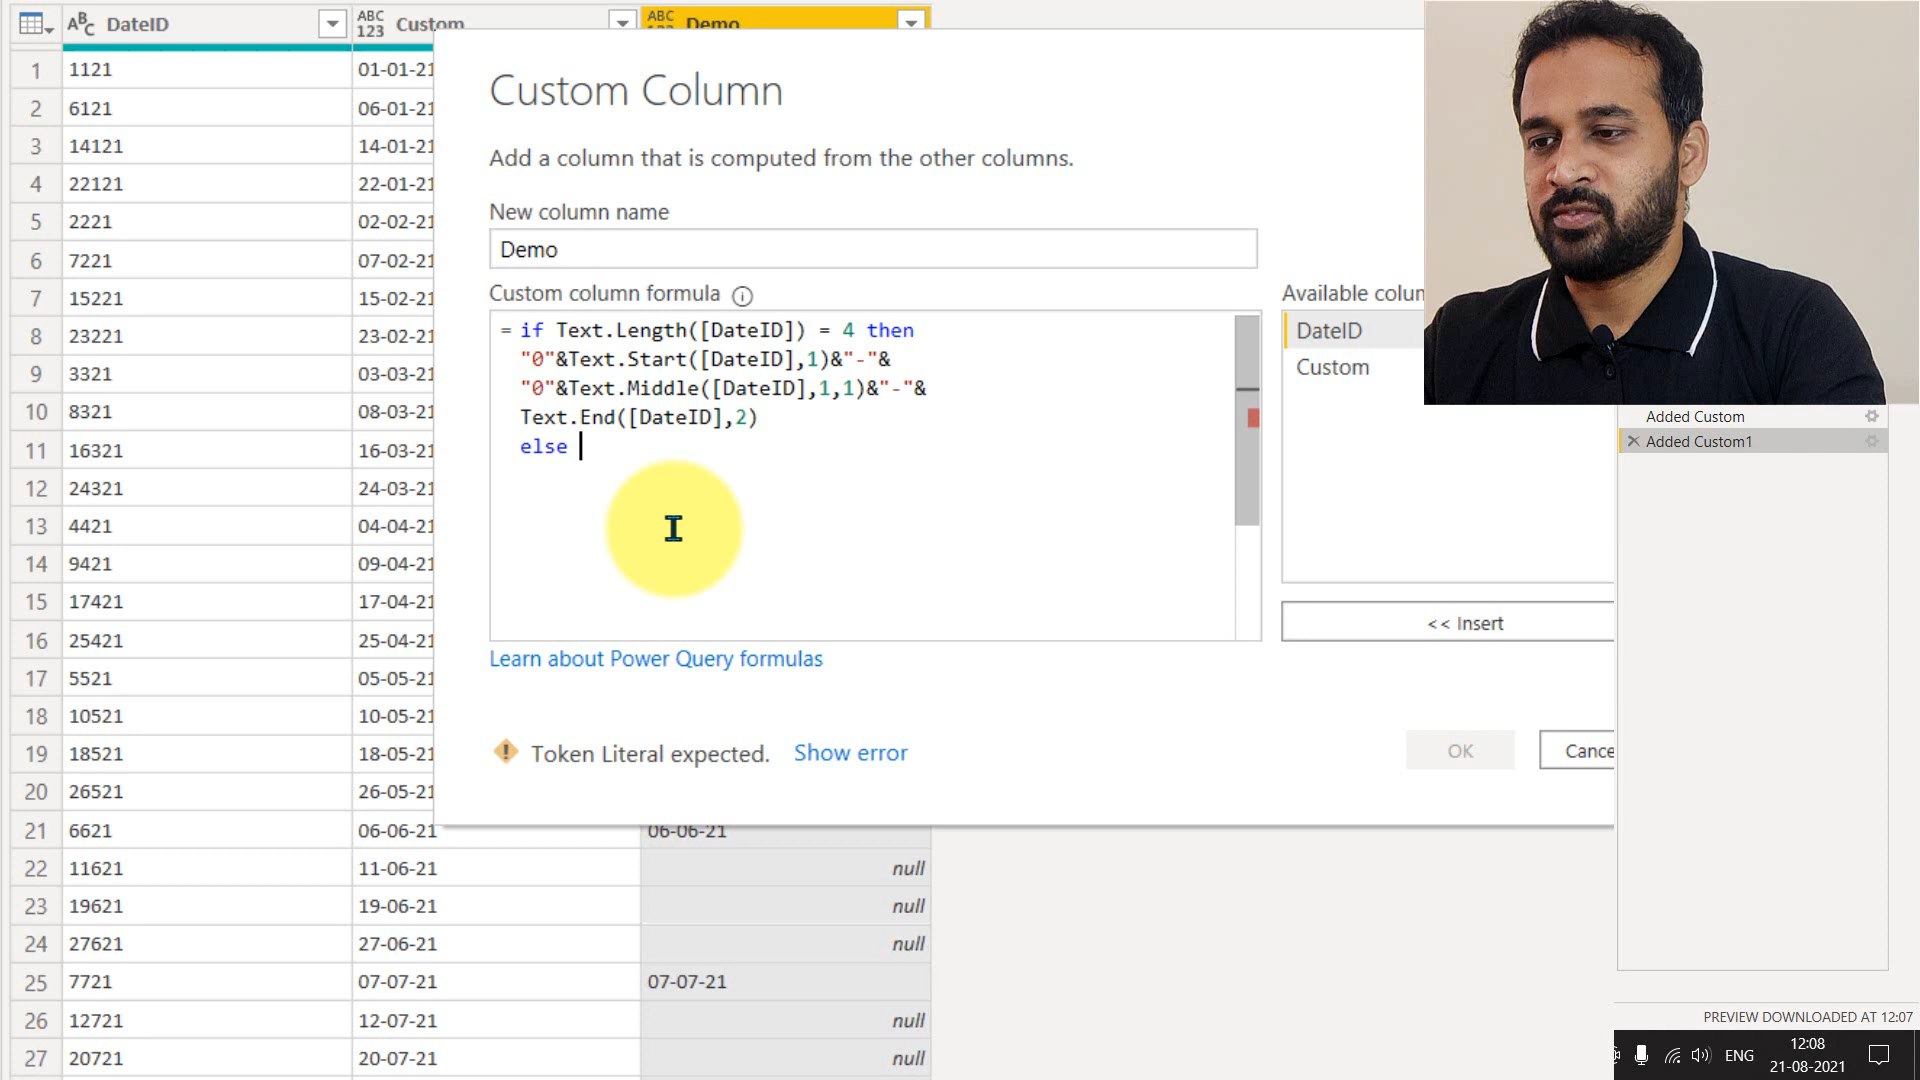 ABC DateID
ABC 123 Custom
ABC 123 Demo
1 1121 01-01-21
2 6121 06-01-21
3 14121 14-01-21
4 22121 22-01-21
5 2221 02-02-21
6 7221 07-02-21
7 15221 15-02-21
8 23221 23-02-21
9 3321 03-03-21
10 8321 08-03-21
11 16321 16-03-21
12 24321 24-03-21
13 4421 04-04-21
14 9421 09-04-21
15 17421 17-04-21
16 25421 25-04-21
17 5521 05-05-21
18 10521 10-05-21
19 18521 18-05-21
20 26521 26-05-21
21 6621 06-06-21 06-06-21
22 11621 11-06-21 null
23 19621 19-06-21 null
24 27621 27-06-21 null
25 7721 07-07-21 07-07-21
26 12721 12-07-21 null
27 20721 20-07-21 null
Custom Column
Add a column that is computed from the other columns.
New column name
Demo
Custom column formula
= if Text.Length([DateID]) = 4 then
"0"&Text.Start([DateID],1)&"-"&
"0"&Text.Middle([DateID],1,1)&"-"&
Text.End([DateID],2)
else
Available colum
DateID
Custom
<< Insert
Learn about Power Query formulas
Token Literal expected. Show error
OK
Cance
Added Custom
Added Custom1
PREVIEW DOWNLOADED AT 12:07
ENG
12:08
21-08-2021